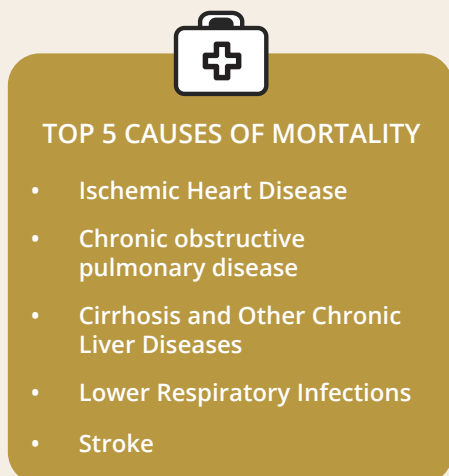 TOP 5 CAUSES OF MORTALITY
• Ischemic Heart Disease
• Chronic obstructive
pulmonary disease
• Cirrhosis and Other Chronic
Liver Diseases
• Lower Respiratory Infections
• Stroke